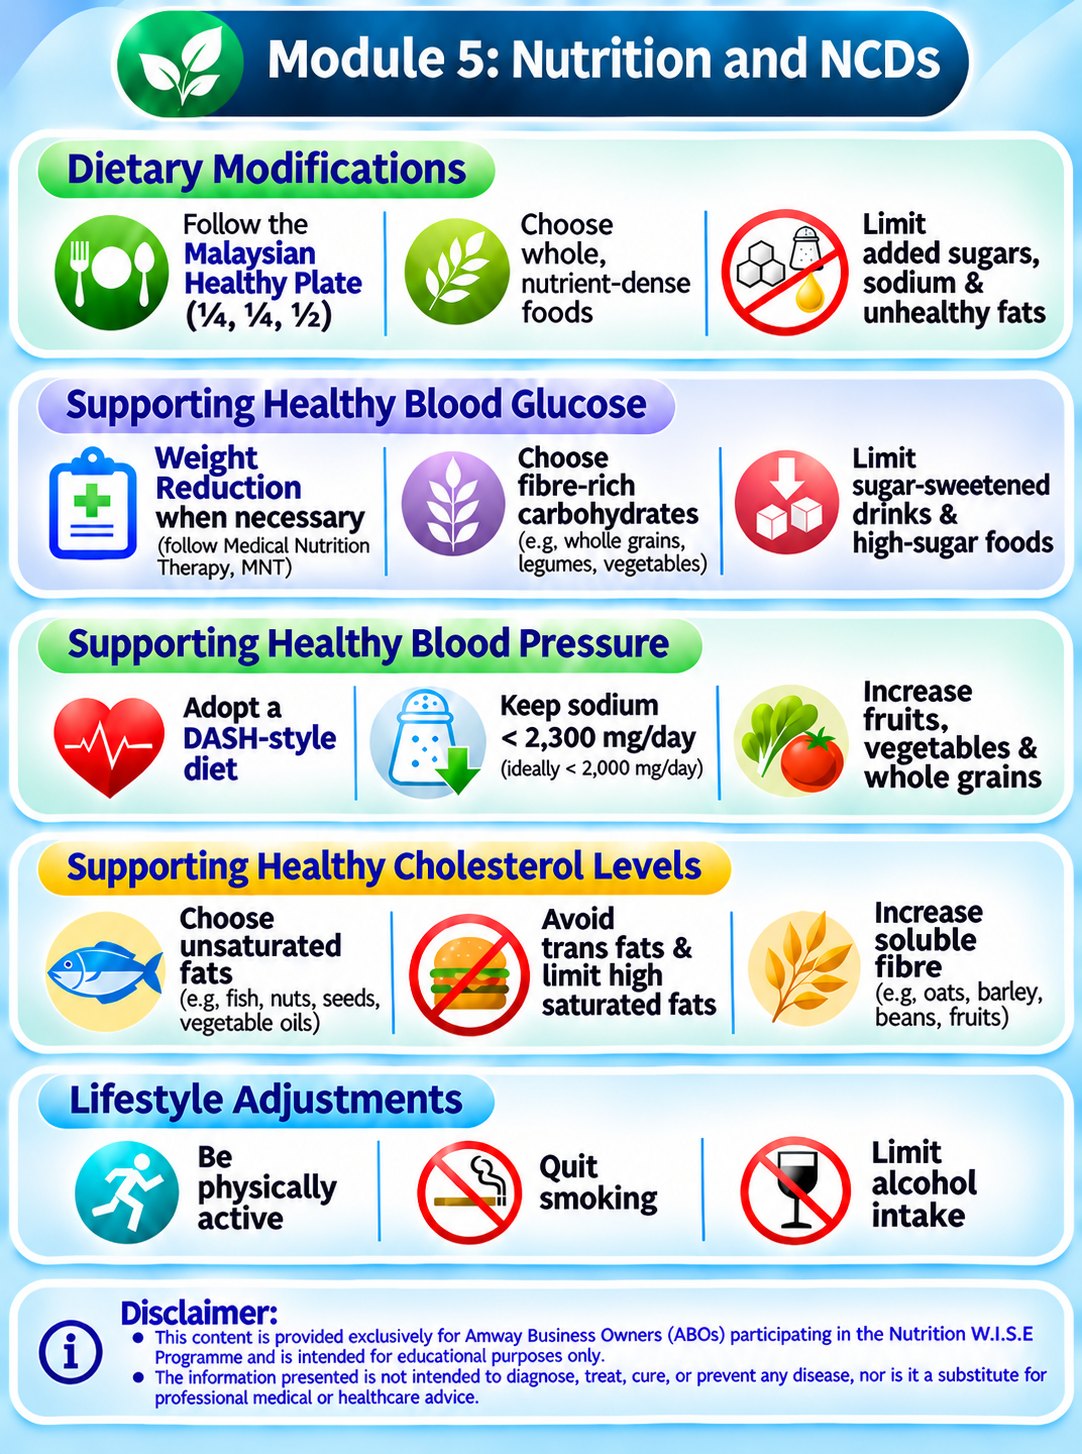 Module 5: Nutrition and NCDs
Dietary Modifications
Follow the
Malaysian
Healthy Plate
(¼, ¼, ½)
Choose
whole,
nutrient-dense
foods
Limit
added sugars,
sodium &
unhealthy fats
Supporting Healthy Blood Glucose
Weight
Reduction
when necessary
(follow Medical Nutrition
Therapy, MNT)
Choose
fibre-rich
carbohydrates
(e.g, whole grains,
legumes, vegetables)
Limit
sugar-sweetened
drinks &
high-sugar foods
Supporting Healthy Blood Pressure
Adopt a
DASH-style
diet
Keep sodium
< 2,300 mg/day
(ideally < 2,000 mg/day)
Increase
fruits,
vegetables &
whole grains
Supporting Healthy Cholesterol Levels
Choose
unsaturated
fats
(e.g, fish, nuts, seeds,
vegetable oils)
Avoid
trans fats &
limit high
saturated fats
Increase
soluble
fibre
(e.g, oats, barley,
beans, fruits)
Lifestyle Adjustments
Be
physically
active
Quit
smoking
Limit
alcohol
intake
Disclaimer:
• This content is provided exclusively for Amway Business Owners (ABOs) participating in the Nutrition W.I.S.E
Programme and is intended for educational purposes only.
• The information presented is not intended to diagnose, treat, cure, or prevent any disease, nor is it a substitute for
professional medical or healthcare advice.